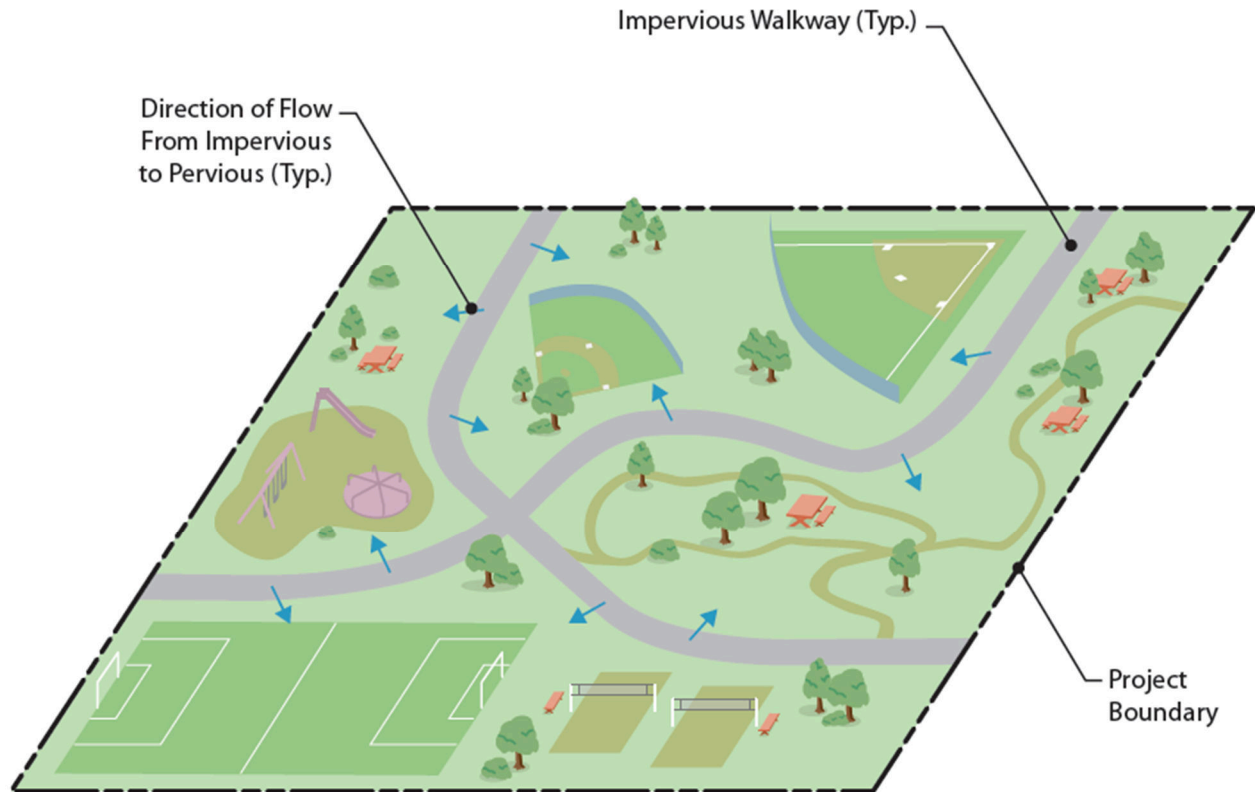 Impervious Walkway (Typ.)
Direction of Flow
From Impervious
to Pervious (Typ.)
Project
Boundary